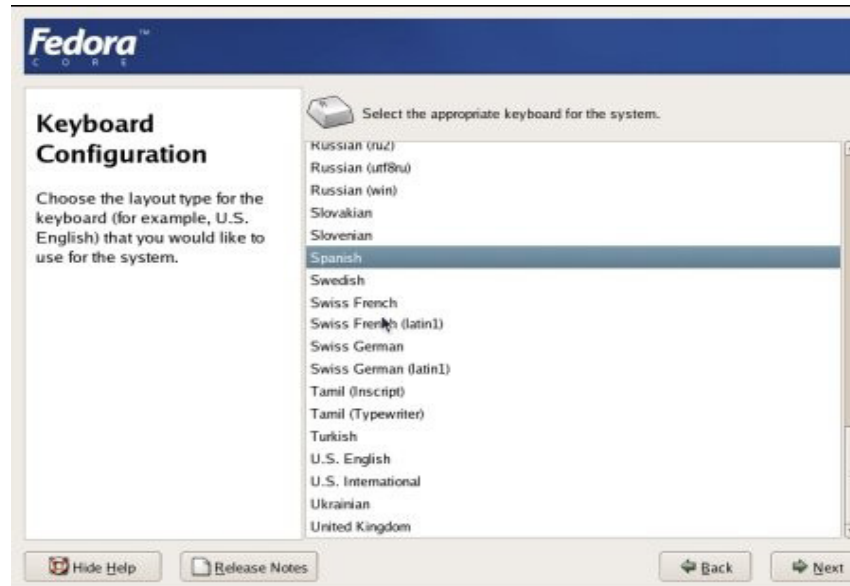 Fedora™
CORE
Keyboard
Configuration
Choose the layout type for the
keyboard (for example, U.S.
English) that you would like to
use for the system.
Select the appropriate keyboard for the system.
Russian (ru2)
Russian (utf8ru)
Russian (win)
Slovakian
Slovenian
Spanish
Swedish
Swiss French
Swiss French (latin1)
Swiss German
Swiss German (latin1)
Tamil (Inscript)
Tamil (Typewriter)
Turkish
U.S. English
U.S. International
Ukrainian
United Kingdom
Hide Help
Release Notes
Back
Next